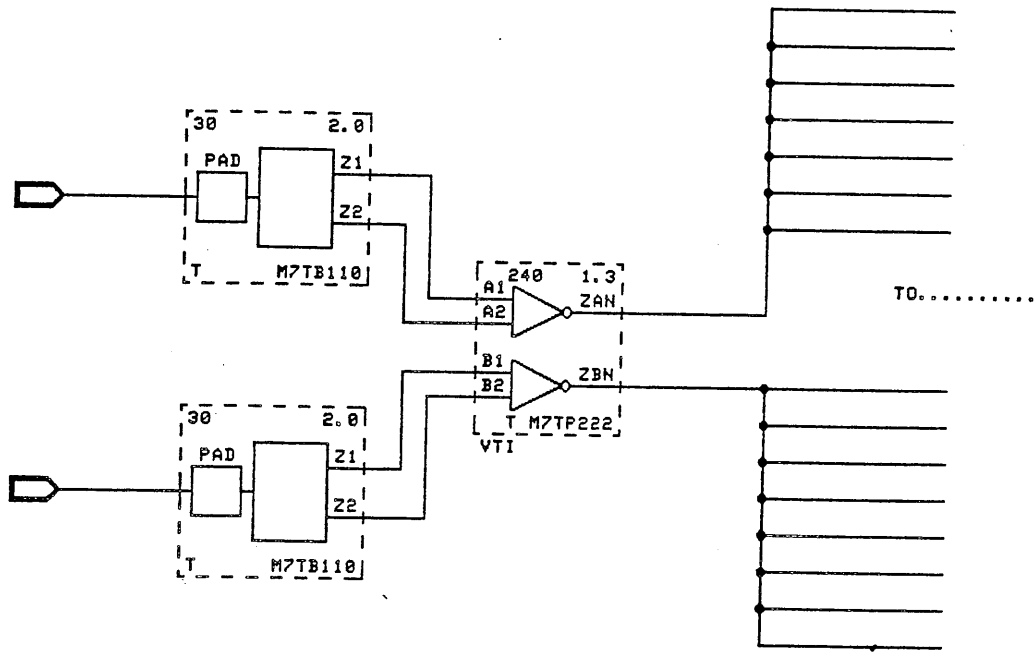 30 2.0
PAD
Z1
Z2
T M7TB110
240 1.3
A1
A2
ZAN
TO..........
B1
B2
ZBN
T M7TP222
VTI
30 2.0
PAD
Z1
Z2
T M7TB110